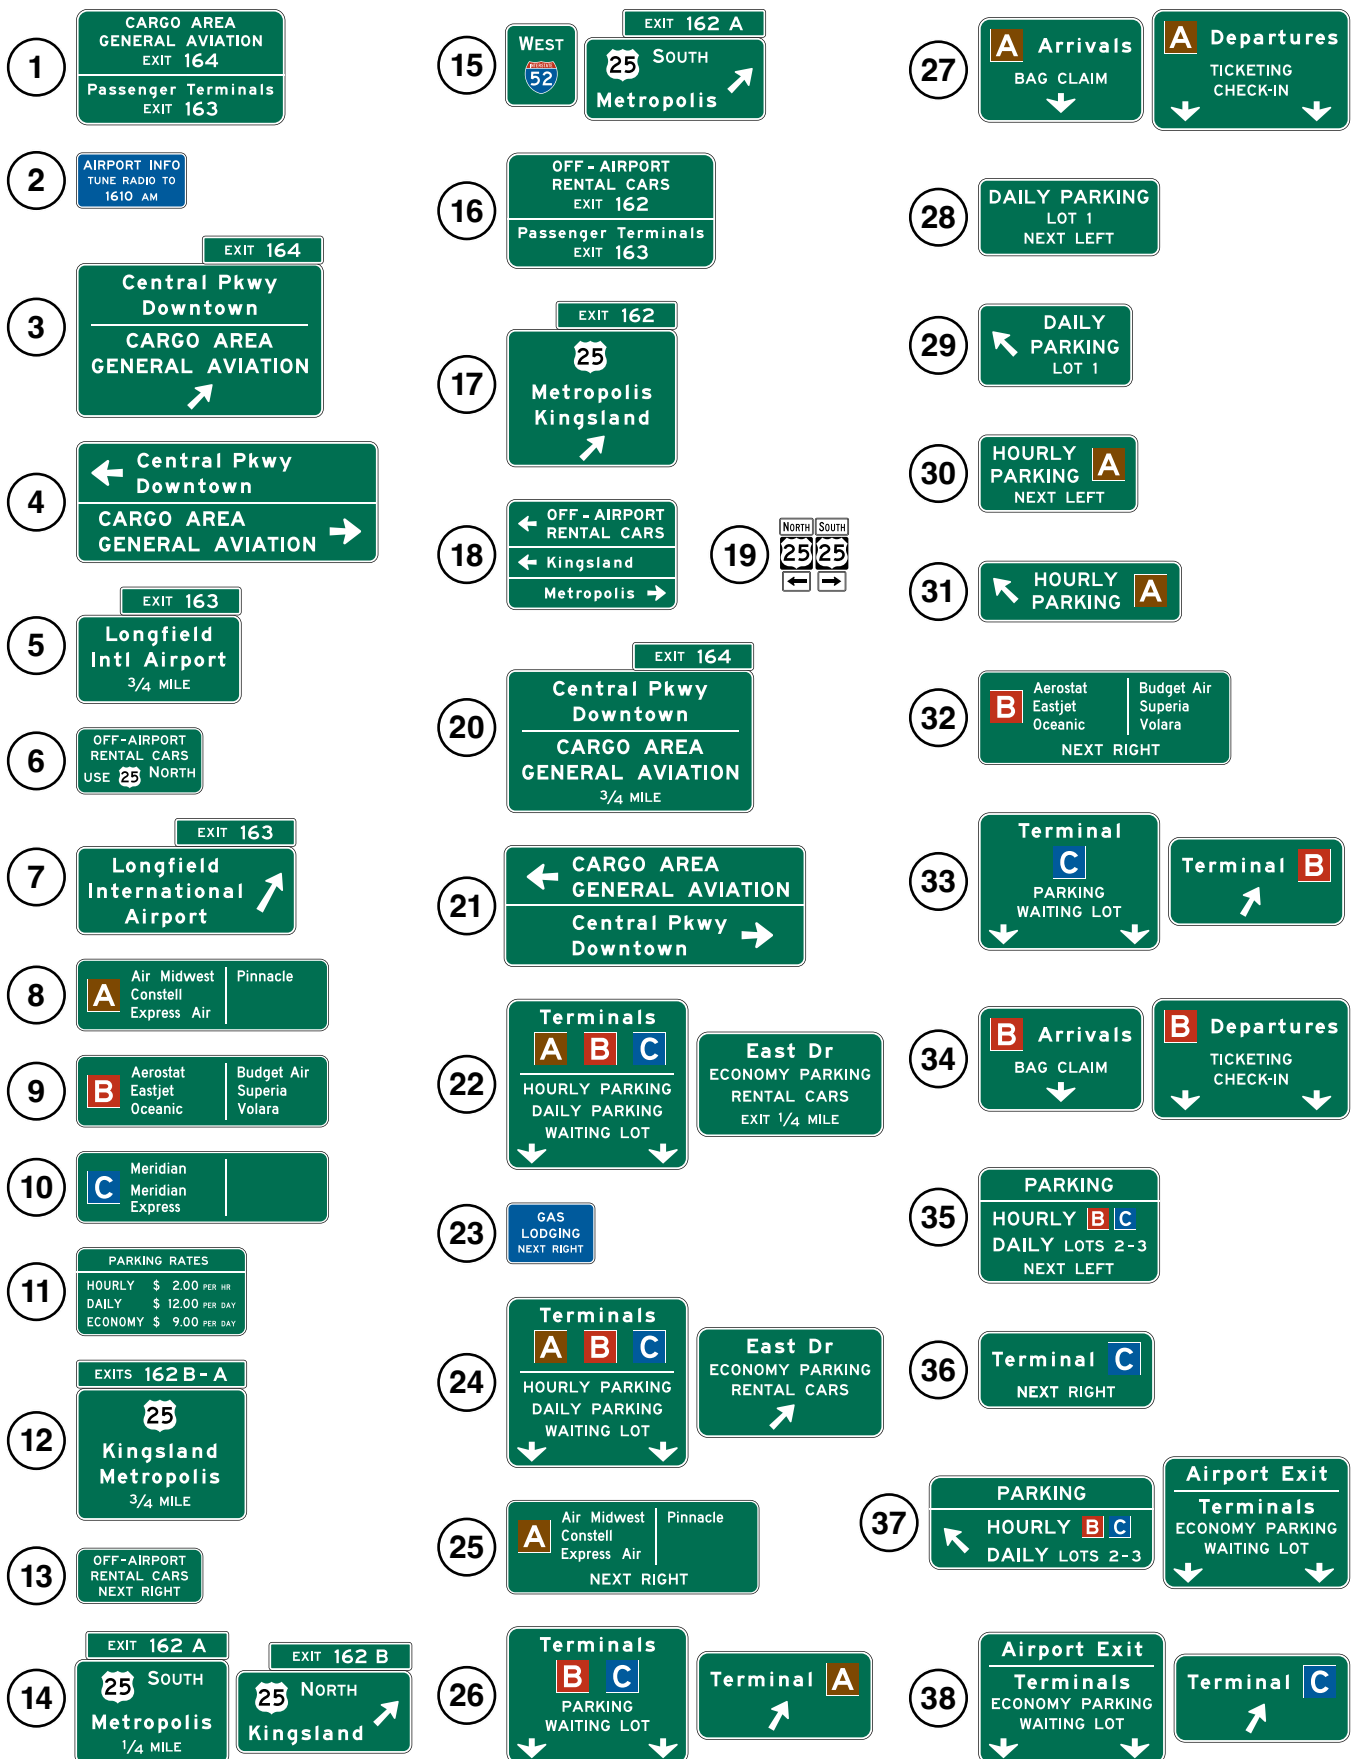 1
CARGO AREA
GENERAL AVIATION
EXIT 164
Passenger Terminals
EXIT 163
2
AIRPORT INFO
TUNE RADIO TO
1610 AM
3
EXIT 164
Central Pkwy
Downtown
CARGO AREA
GENERAL AVIATION
4
Central Pkwy
Downtown
CARGO AREA
GENERAL AVIATION
5
EXIT 163
Longfield
Intl Airport
3/4 MILE
6
OFF-AIRPORT
RENTAL CARS
USE 25 NORTH
7
EXIT 163
Longfield
International
Airport
8
A
Air Midwest
Constell
Express Air
Pinnacle
9
B
Aerostat
Eastjet
Oceanic
Budget Air
Superia
Volara
10
C
Meridian
Meridian
Express
11
PARKING RATES
HOURLY $ 2.00 PER HR
DAILY $ 12.00 PER DAY
ECONOMY $ 9.00 PER DAY
12
EXITS 162 B-A
25
Kingsland
Metropolis
3/4 MILE
13
OFF-AIRPORT
RENTAL CARS
NEXT RIGHT
14
EXIT 162 A
25 SOUTH
Metropolis
1/4 MILE
EXIT 162 B
25 NORTH
Kingsland
15
WEST
INTERSTATE
52
EXIT 162 A
25 SOUTH
Metropolis
16
OFF-AIRPORT
RENTAL CARS
EXIT 162
Passenger Terminals
EXIT 163
17
EXIT 162
25
Metropolis
Kingsland
18
OFF-AIRPORT
RENTAL CARS
Kingsland
Metropolis
19
NORTH SOUTH
25 25
20
EXIT 164
Central Pkwy
Downtown
CARGO AREA
GENERAL AVIATION
3/4 MILE
21
CARGO AREA
GENERAL AVIATION
Central Pkwy
Downtown
22
Terminals
A B C
HOURLY PARKING
DAILY PARKING
WAITING LOT
East Dr
ECONOMY PARKING
RENTAL CARS
EXIT 1/4 MILE
23
GAS
LODGING
NEXT RIGHT
24
Terminals
A B C
HOURLY PARKING
DAILY PARKING
WAITING LOT
East Dr
ECONOMY PARKING
RENTAL CARS
25
A
Air Midwest
Constell
Express Air
Pinnacle
NEXT RIGHT
26
Terminals
B C
PARKING
WAITING LOT
Terminal A
27
A Arrivals
BAG CLAIM
A Departures
TICKETING
CHECK-IN
28
DAILY PARKING
LOT 1
NEXT LEFT
29
DAILY
PARKING
LOT 1
30
HOURLY
PARKING A
NEXT LEFT
31
HOURLY
PARKING A
32
B
Aerostat
Eastjet
Oceanic
Budget Air
Superia
Volara
NEXT RIGHT
33
Terminal
C
PARKING
WAITING LOT
Terminal B
34
B Arrivals
BAG CLAIM
B Departures
TICKETING
CHECK-IN
35
PARKING
HOURLY B C
DAILY LOTS 2-3
NEXT LEFT
36
Terminal C
NEXT RIGHT
37
PARKING
HOURLY B C
DAILY LOTS 2-3
Airport Exit
Terminals
ECONOMY PARKING
WAITING LOT
38
Airport Exit
Terminals
ECONOMY PARKING
WAITING LOT
Terminal C